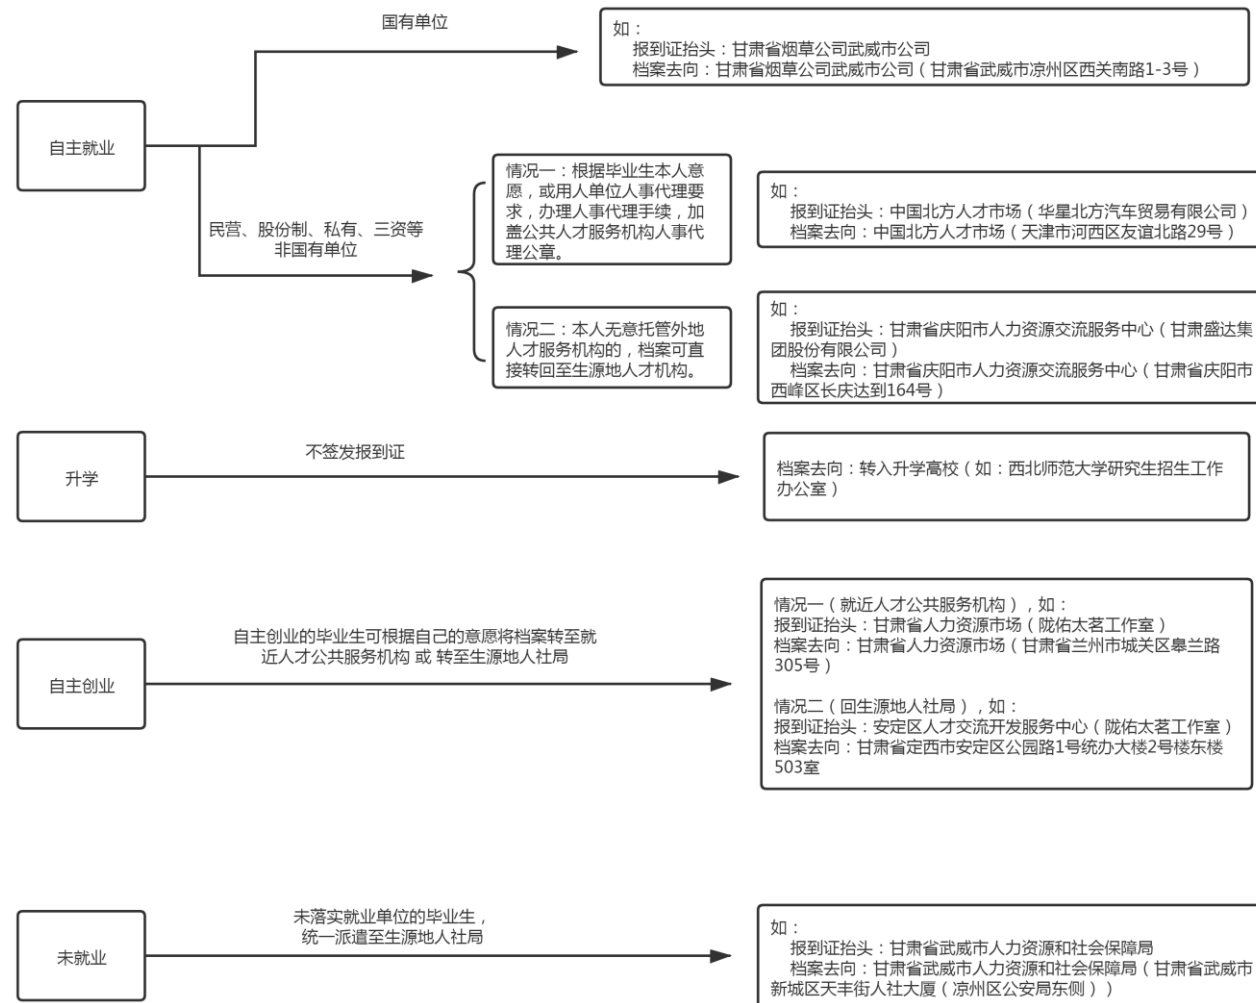 国有单位
如：
报到证抬头：甘肃省烟草公司武威市公司
档案去向：甘肃省烟草公司武威市公司（甘肃省武威市凉州区西关南路1-3号）
自主就业
民营、股份制、私有、三资等
非国有单位
情况一：根据毕业生本人意
愿，或用人单位人事代理要
求，办理人事代理手续，加
盖公共人才服务机构人事代
理公章。
如：
报到证抬头：中国北方人才市场（华星北方汽车贸易有限公司）
档案去向：中国北方人才市场（天津市河西区友谊北路29号）
情况二：本人无意托管外地
人才服务机构的，档案可直
接转回至生源地人才机构。
如：
报到证抬头：甘肃省庆阳市人力资源交流服务中心（甘肃盛达集
团股份有限公司）
档案去向：甘肃省庆阳市人力资源交流服务中心（甘肃省庆阳市
西峰区长庆达到164号）
升学
不签发报到证
档案去向：转入升学高校（如：西北师范大学研究生招生工作
办公室）
自主创业
自主创业的毕业生可根据自己的意愿将档案转至就
近人才公共服务机构 或 转至生源地人社局
情况一（就近人才公共服务机构），如：
报到证抬头：甘肃省人力资源市场（陇佑太茗工作室）
档案去向：甘肃省人力资源市场（甘肃省兰州市城关区皋兰路
305号）
情况二（回生源地人社局），如：
报到证抬头：安定区人才交流开发服务中心（陇佑太茗工作室）
档案去向：甘肃省定西市安定区公园路1号统办大楼2号楼东楼
503室
未就业
未落实就业单位的毕业生，
统一派遣至生源地人社局
如：
报到证抬头：甘肃省武威市人力资源和社会保障局
档案去向：甘肃省武威市人力资源和社会保障局（甘肃省武威市
新城区天丰街人社大厦（凉州区公安局东侧））